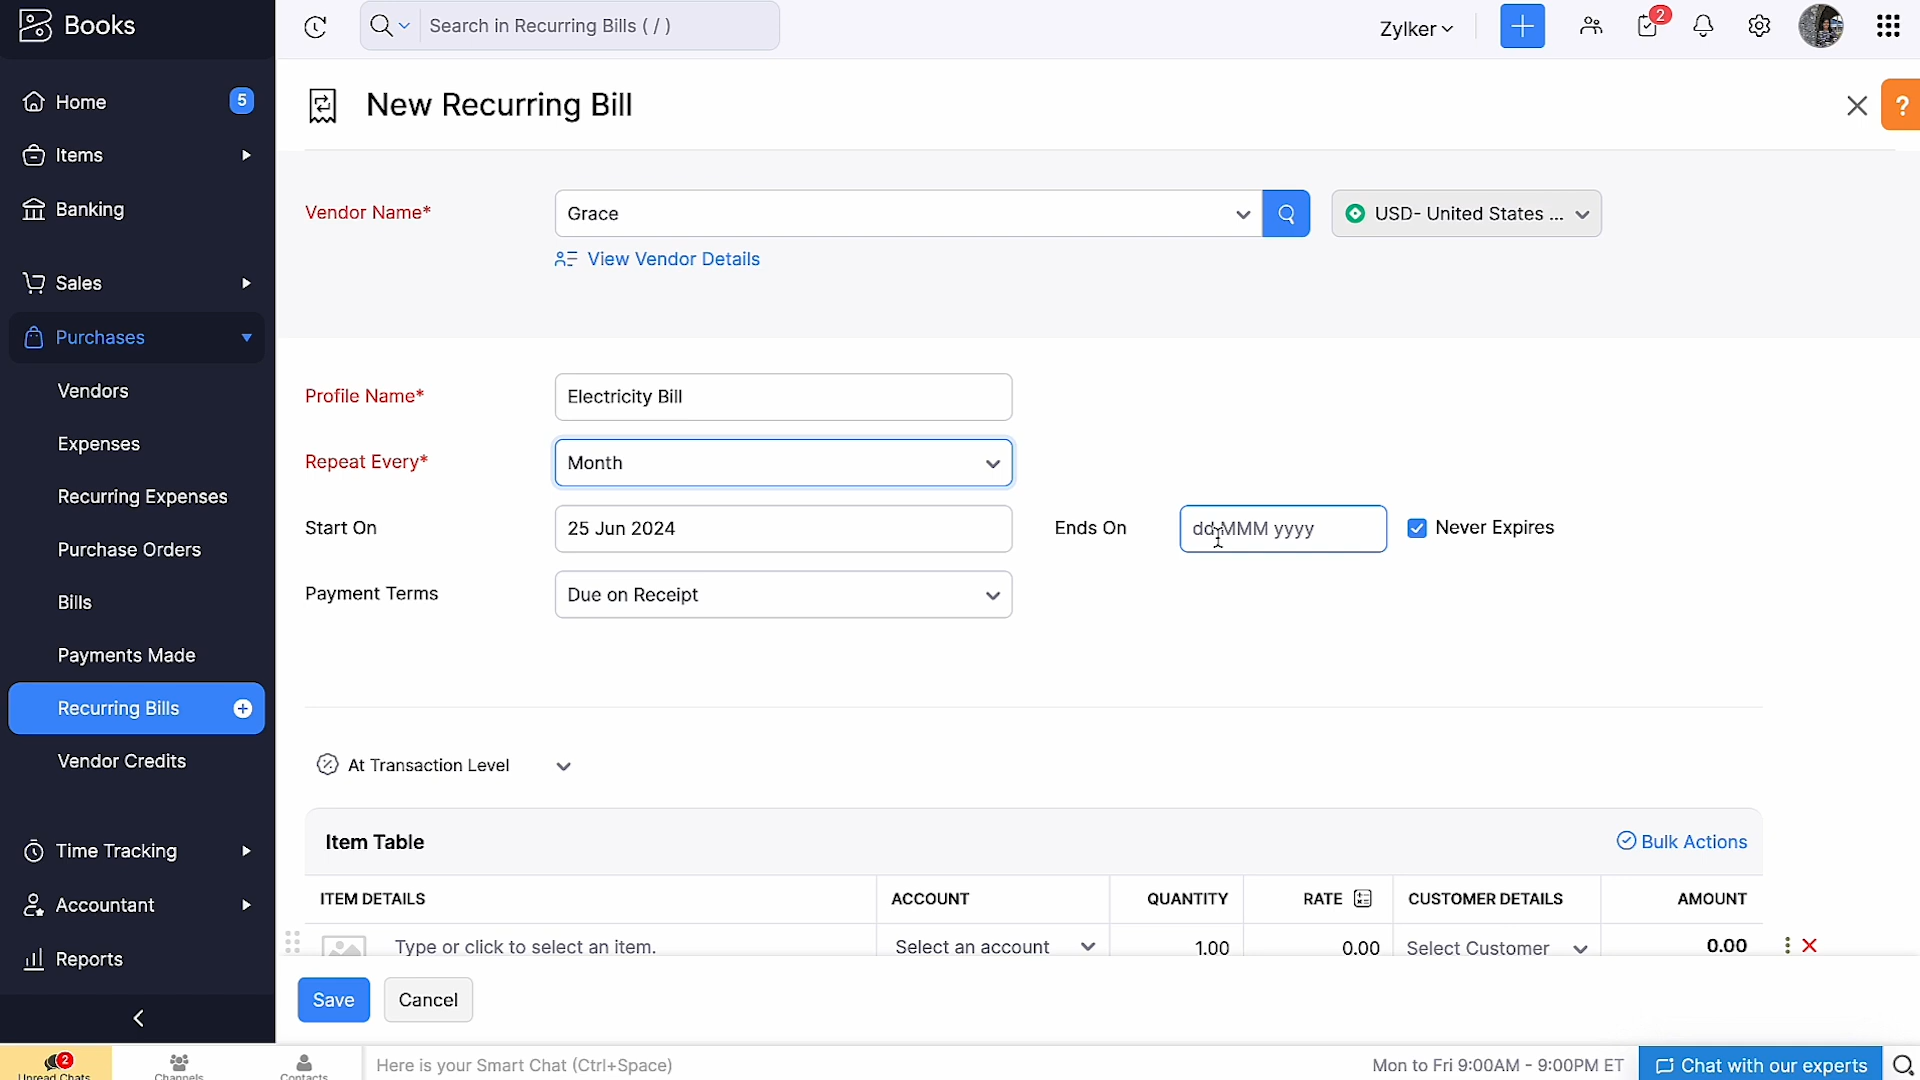 Books
Search in Recurring Bills ( / )
Zylker
2
Home
5
Items
Banking
Sales
Purchases
Vendors
Expenses
Recurring Expenses
Purchase Orders
Bills
Payments Made
Recurring Bills
Vendor Credits
Time Tracking
Accountant
Reports
New Recurring Bill
?
Vendor Name*
Grace
USD- United States ...
View Vendor Details
Profile Name*
Electricity Bill
Repeat Every*
Month
Start On
25 Jun 2024
Ends On
dd MMM yyyy
Never Expires
Payment Terms
Due on Receipt
At Transaction Level
Item Table
Bulk Actions
ITEM DETAILS
ACCOUNT
QUANTITY
RATE
CUSTOMER DETAILS
AMOUNT
Type or click to select an item.
Select an account
1.00
0.00
Select Customer
0.00
Save
Cancel
2
Unread Chats
Channels
Contacts
Here is your Smart Chat (Ctrl+Space)
Mon to Fri 9:00AM - 9:00PM ET
Chat with our experts